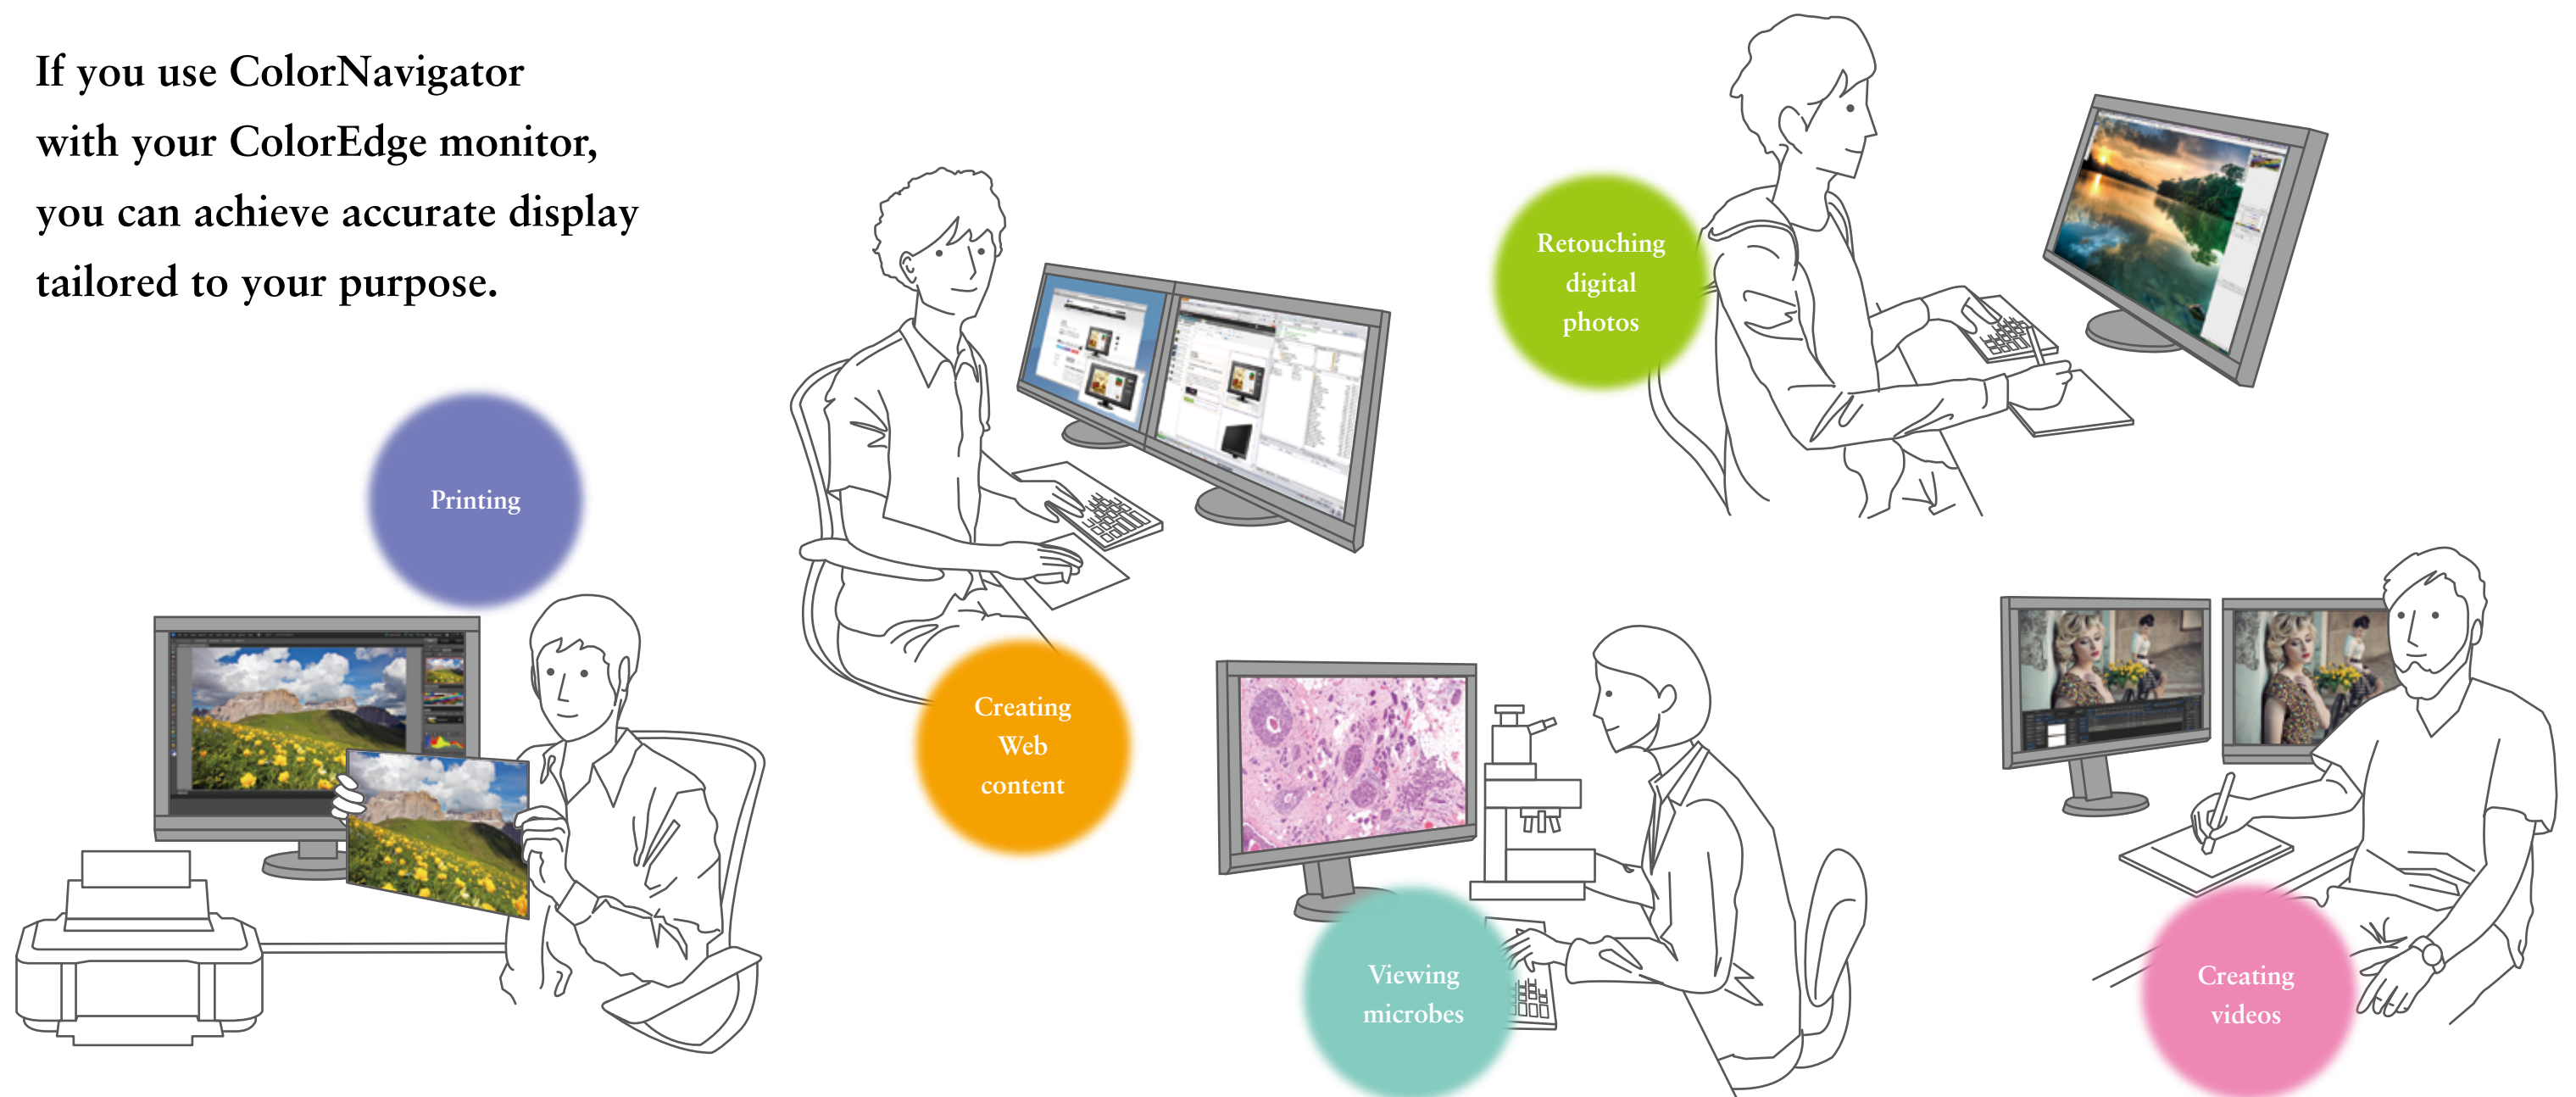 If you use ColorNavigator
with your ColorEdge monitor,
you can achieve accurate display
tailored to your purpose.
Printing
Creating
Web
content
Retouching
digital
photos
Viewing
microbes
Creating
videos